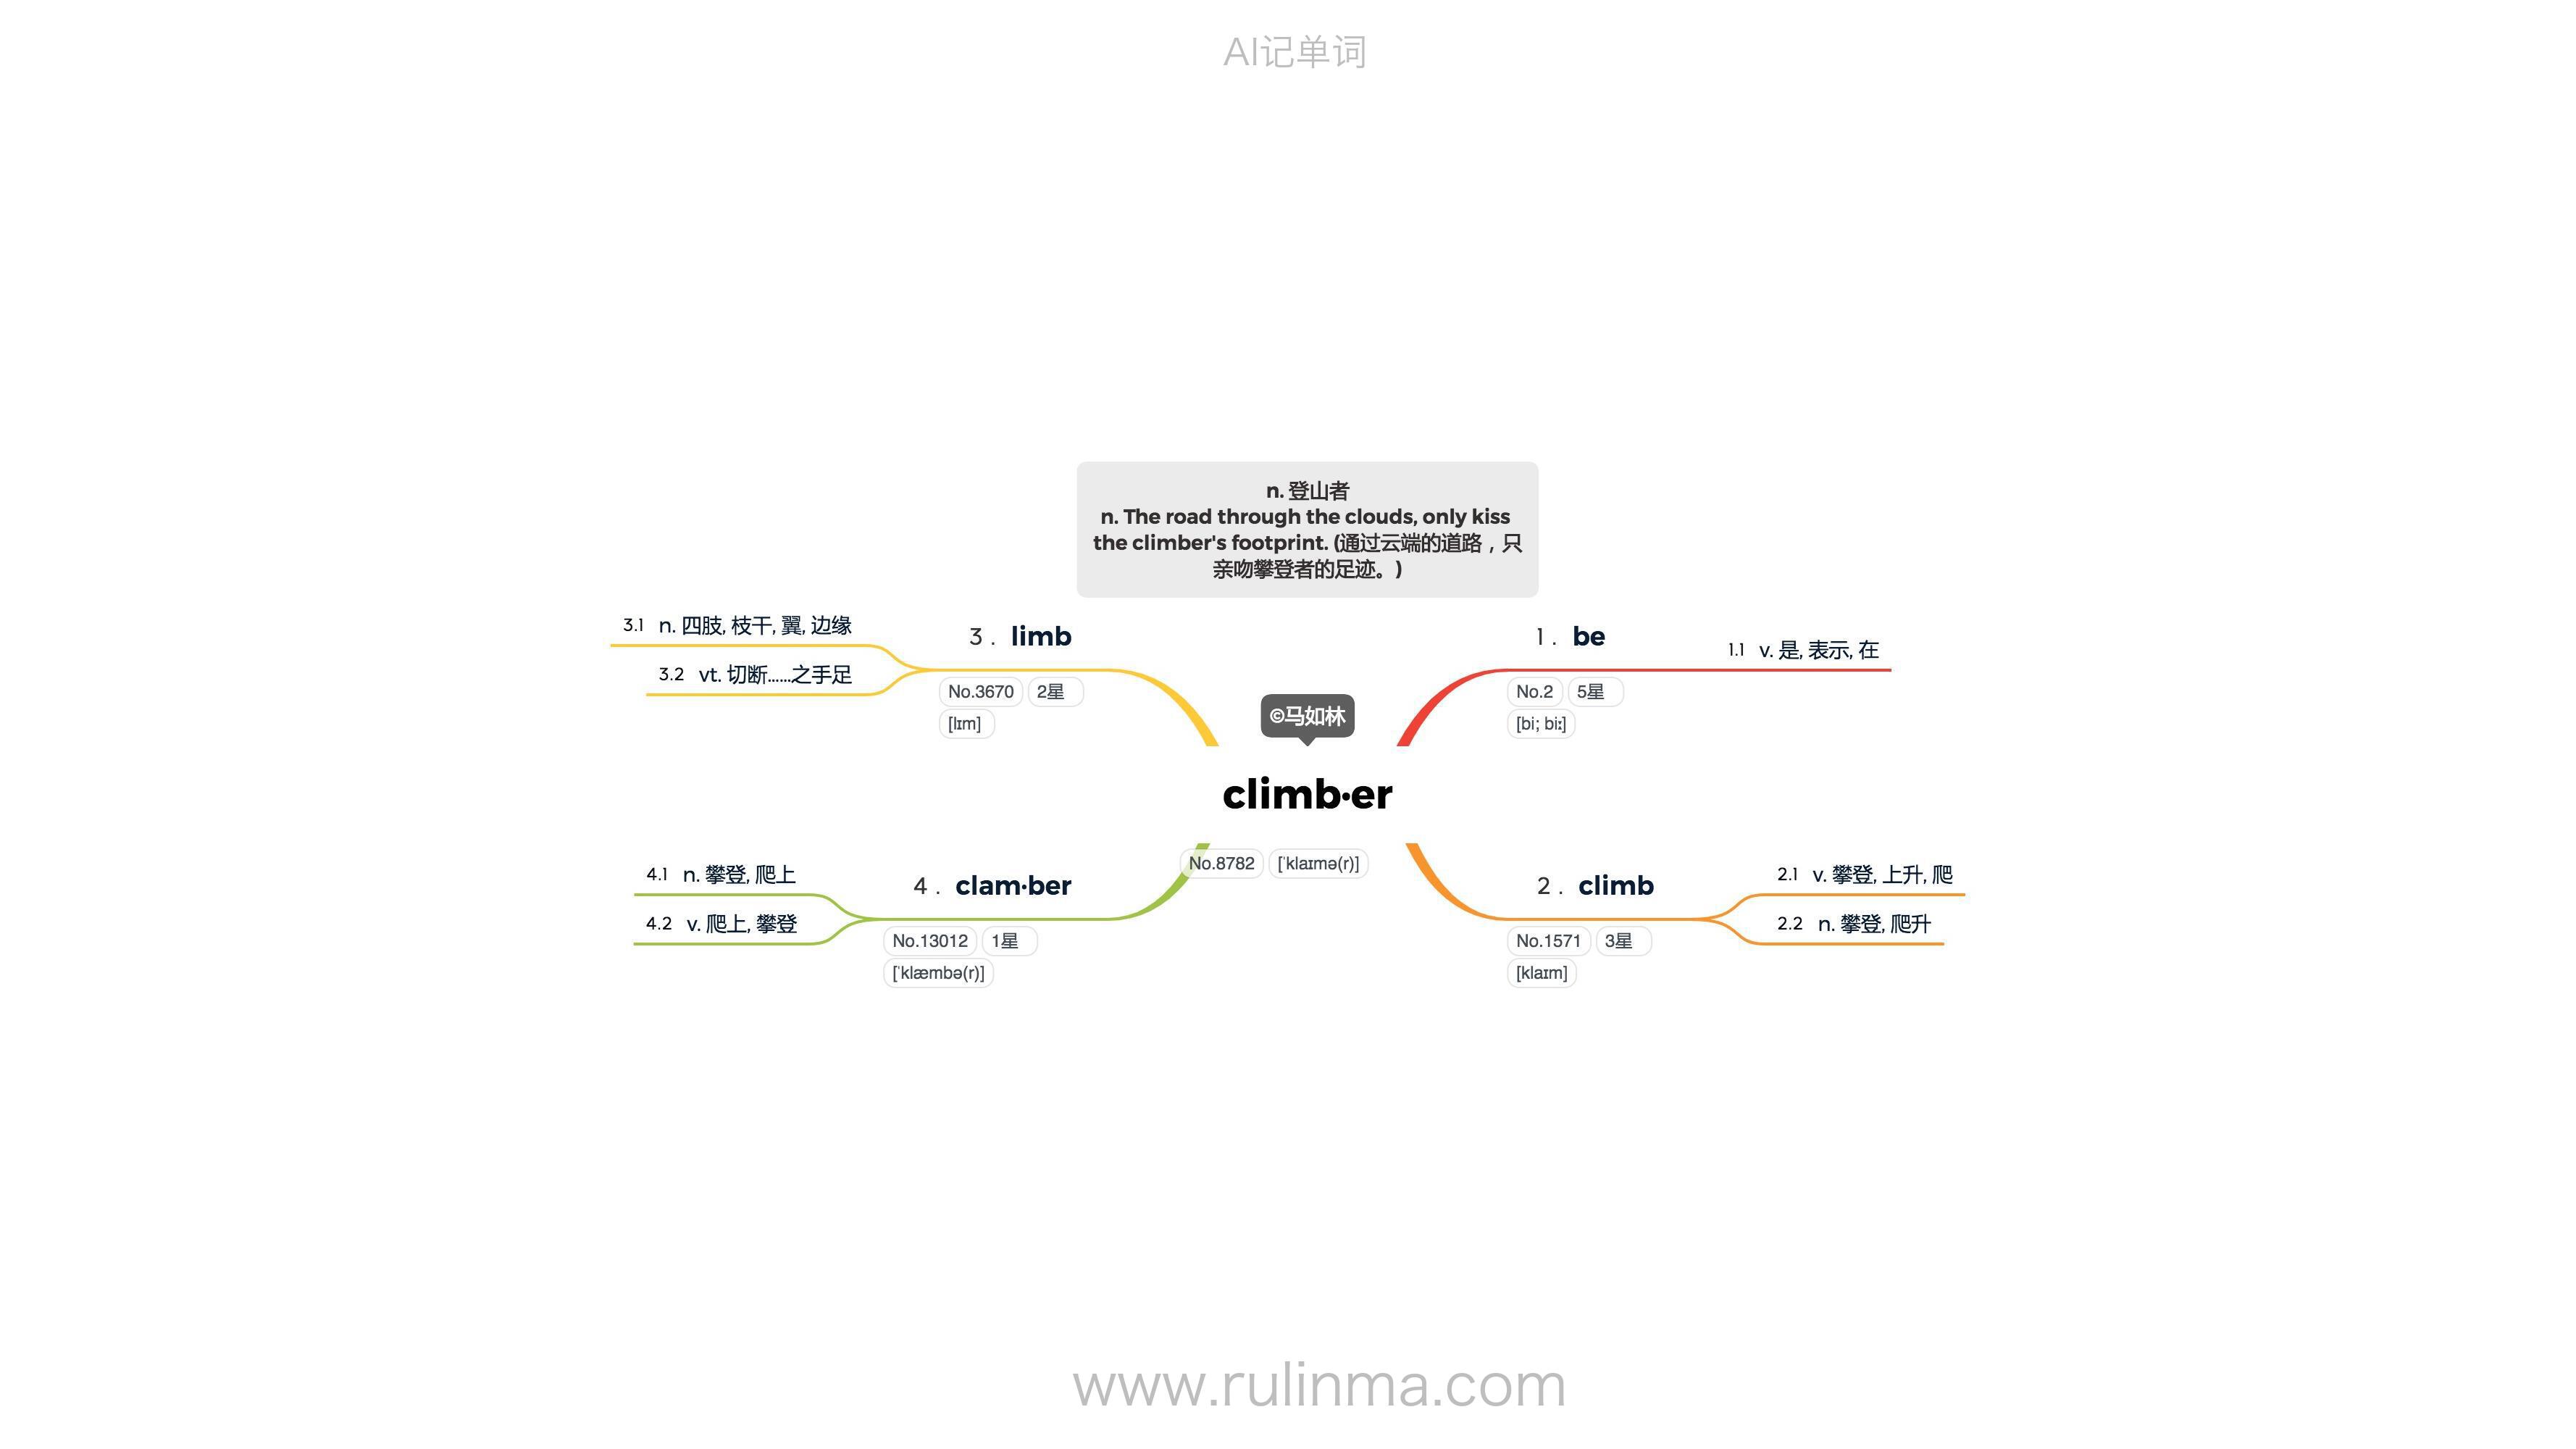 AI记单词
n. 登山者
n. The road through the clouds, only kiss
the climber's footprint. (通过云端的道路，只
亲吻攀登者的足迹。)
3.1 n. 四肢, 枝干, 翼, 边缘
3.2 vt. 切断……之手足
3 . limb
No.3670 2星
[lɪm]
1 . be
No.2 5星
[bi; biː]
1.1 v. 是, 表示, 在
©马如林
climb·er
No.8782 [ˈklaɪmə(r)]
4.1 n. 攀登, 爬上
4.2 v. 爬上, 攀登
4 . clam·ber
No.13012 1星
[ˈklæmbə(r)]
2 . climb
No.1571 3星
[klaɪm]
2.1 v. 攀登, 上升, 爬
2.2 n. 攀登, 爬升
www.rulinma.com